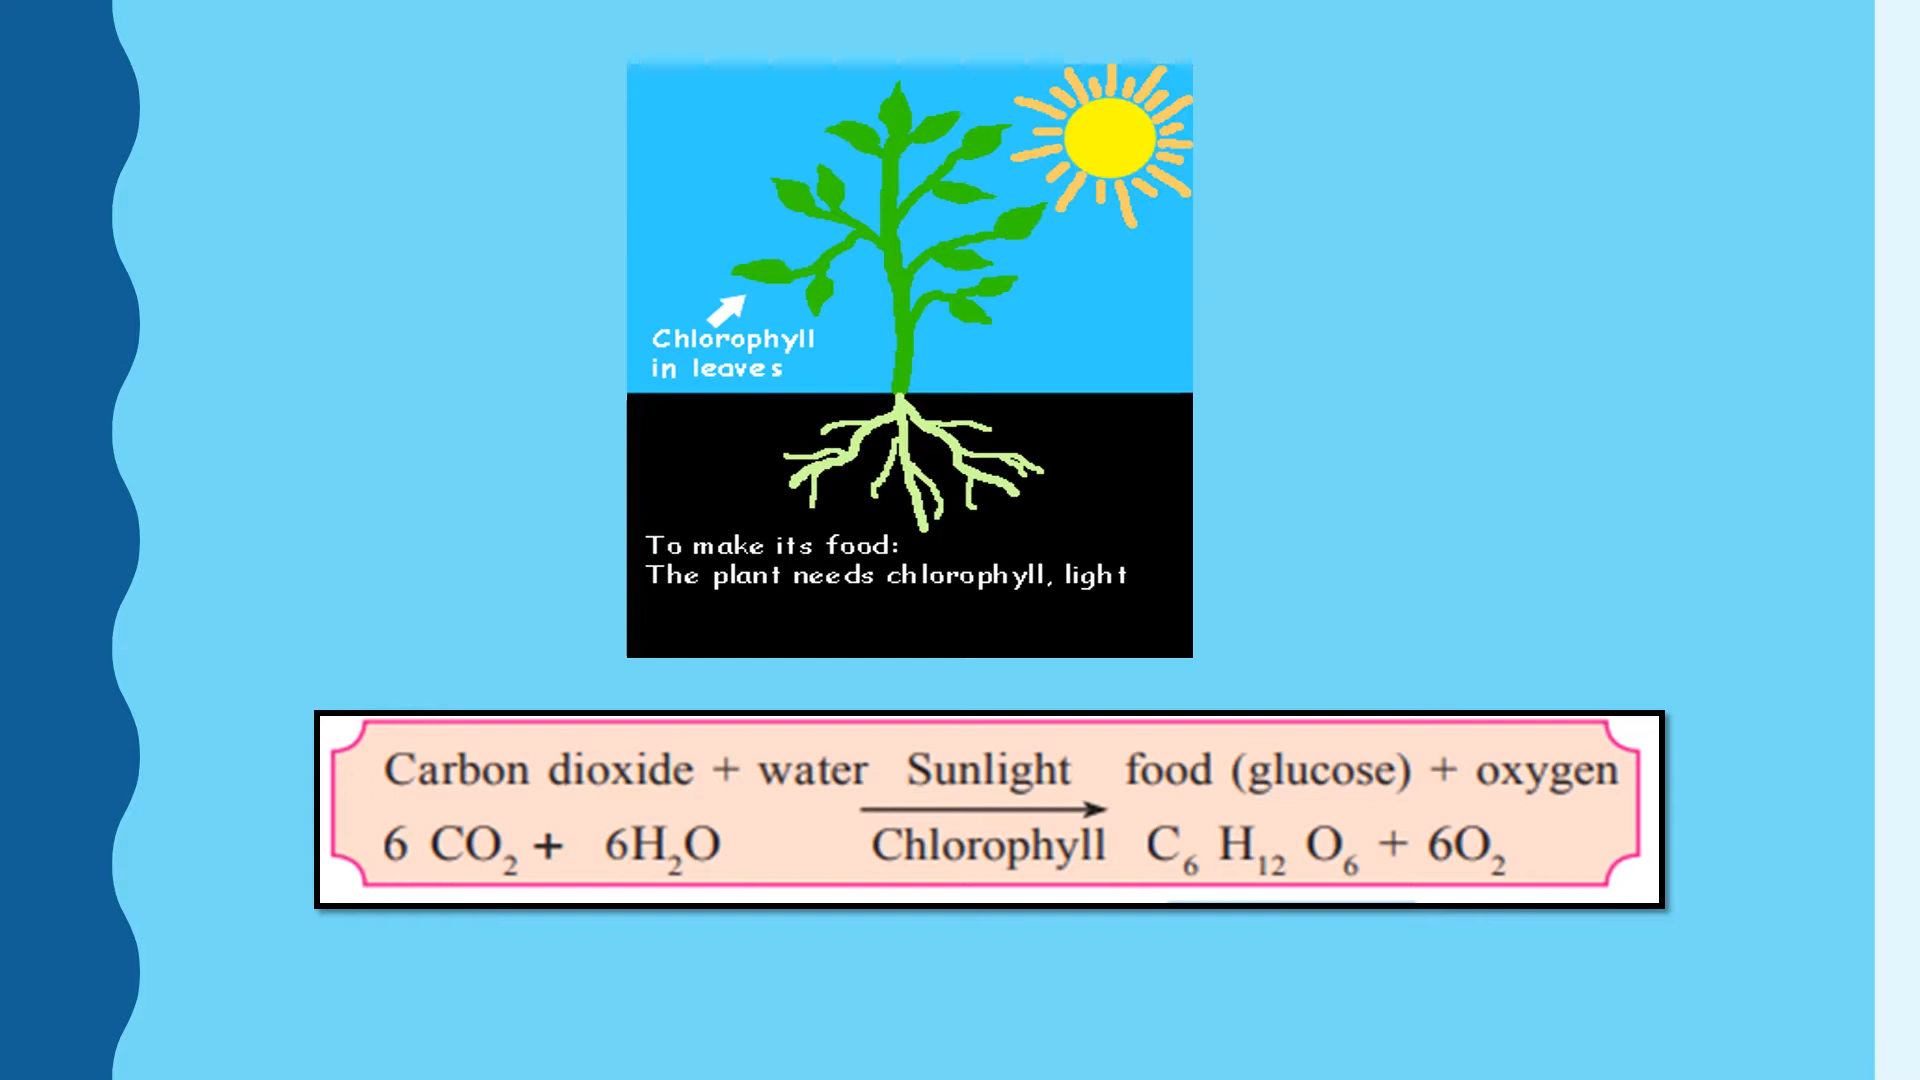 Chlorophyll
in leaves
To make its food:
The plant needs chlorophyll, light
Carbon dioxide + water Sunlight food (glucose) + oxygen
6 CO₂ + 6H₂O Chlorophyll C₆ H₁₂ O₆ + 6O₂